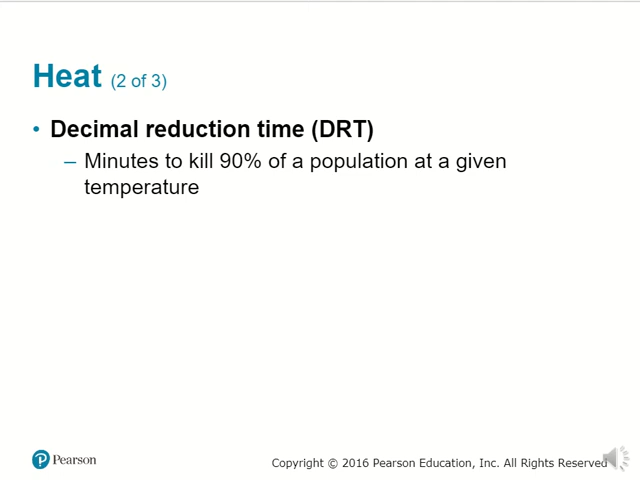 Heat (2 of 3)
• Decimal reduction time (DRT)
– Minutes to kill 90% of a population at a given
temperature
Pearson
Copyright © 2016 Pearson Education, Inc. All Rights Reserved